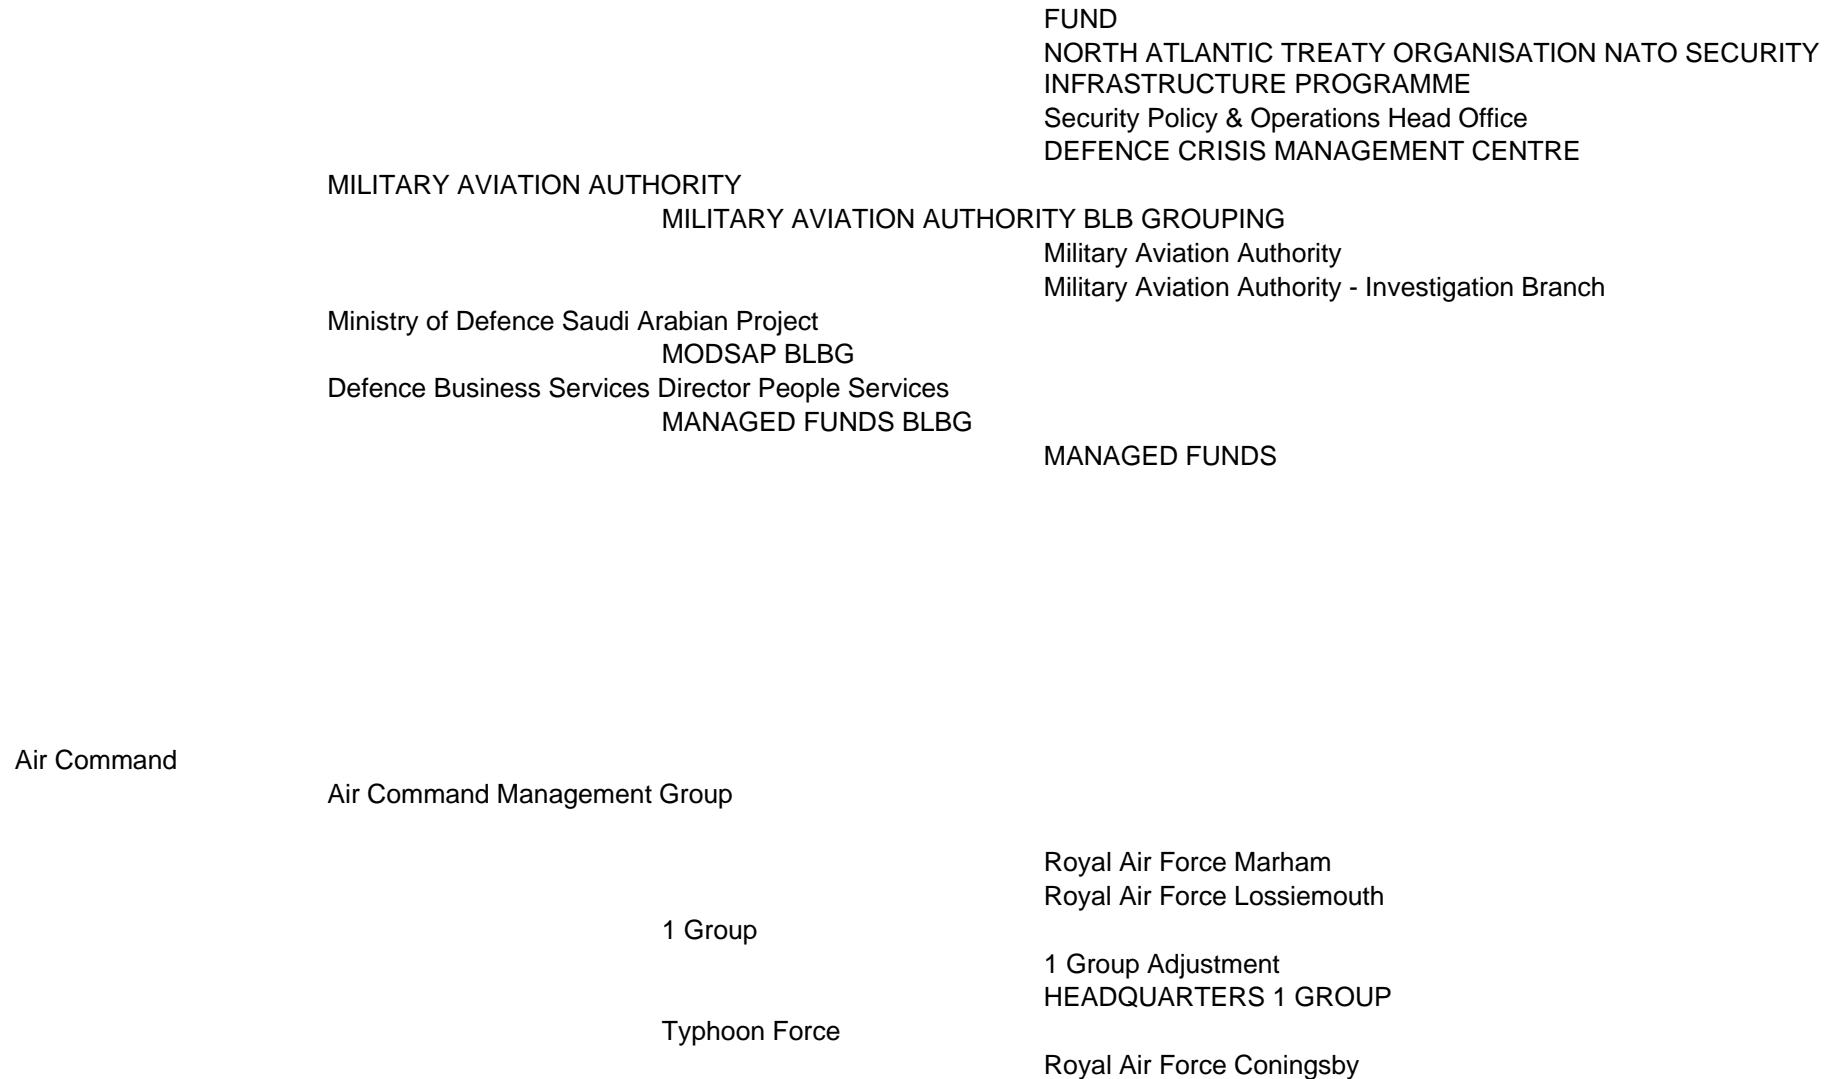 FUND
NORTH ATLANTIC TREATY ORGANISATION NATO SECURITY
INFRASTRUCTURE PROGRAMME
Security Policy & Operations Head Office
DEFENCE CRISIS MANAGEMENT CENTRE
MILITARY AVIATION AUTHORITY
MILITARY AVIATION AUTHORITY BLB GROUPING
Military Aviation Authority
Military Aviation Authority - Investigation Branch
Ministry of Defence Saudi Arabian Project
MODSAP BLBG
Defence Business Services Director People Services
MANAGED FUNDS BLBG
MANAGED FUNDS
Air Command
Air Command Management Group
Royal Air Force Marham
Royal Air Force Lossiemouth
1 Group
1 Group Adjustment
HEADQUARTERS 1 GROUP
Typhoon Force
Royal Air Force Coningsby